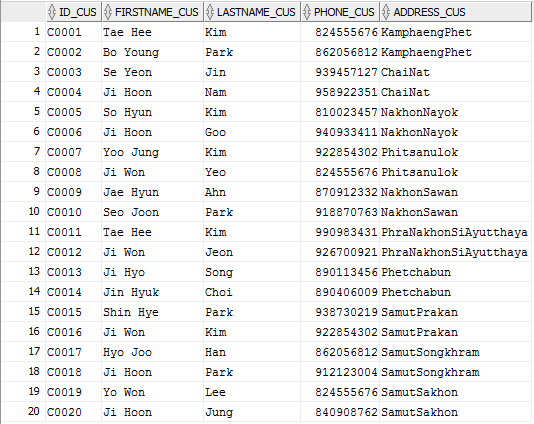 ID_CUS FIRSTNAME_CUS LASTNAME_CUS PHONE_CUS ADDRESS_CUS
1 C0001 Tae Hee Kim 824555676 KamphaengPhet
2 C0002 Bo Young Park 862056812 KamphaengPhet
3 C0003 Se Yeon Jin 939457127 ChaiNat
4 C0004 Ji Hoon Nam 958922351 ChaiNat
5 C0005 So Hyun Kim 810023457 NakhonNayok
6 C0006 Ji Hoon Goo 940933411 NakhonNayok
7 C0007 Yoo Jung Kim 922854302 Phitsanulok
8 C0008 Ji Won Yeo 824555676 Phitsanulok
9 C0009 Jae Hyun Ahn 870912332 NakhonSawan
10 C0010 Seo Joon Park 918870763 NakhonSawan
11 C0011 Tae Hee Kim 990983431 PhraNakhonSiAyutthaya
12 C0012 Ji Won Jeon 926700921 PhraNakhonSiAyutthaya
13 C0013 Ji Hyo Song 890113456 Phetchabun
14 C0014 Jin Hyuk Choi 890406009 Phetchabun
15 C0015 Shin Hye Park 938730219 SamutPrakan
16 C0016 Ji Won Kim 922854302 SamutPrakan
17 C0017 Hyo Joo Han 862056812 SamutSongkhram
18 C0018 Ji Hoon Park 912123004 SamutSongkhram
19 C0019 Yo Won Lee 824555676 SamutSakhon
20 C0020 Ji Hoon Jung 840908762 SamutSakhon